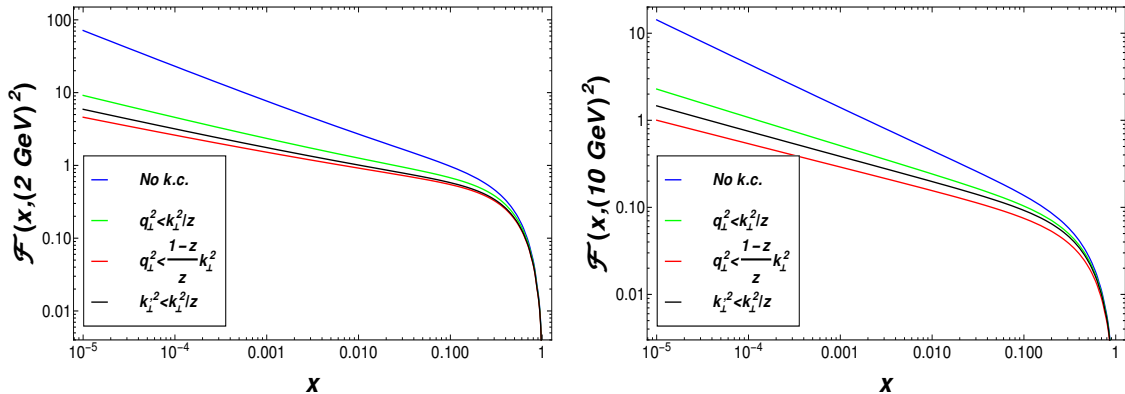 100
10
1
0.10
0.01
10⁻⁵
10⁻⁴
0.001
0.010
0.100
1
x
ℱ(x,(2 GeV)²)
No k.c.
q⊥²<k⊥²/z
q⊥²<(1-z)/z k⊥²
k⊥'²<k⊥²/z
10
1
0.10
0.01
10⁻⁵
10⁻⁴
0.001
0.010
0.100
1
x
ℱ(x,(10 GeV)²)
No k.c.
q⊥²<k⊥²/z
q⊥²<(1-z)/z k⊥²
k⊥'²<k⊥²/z